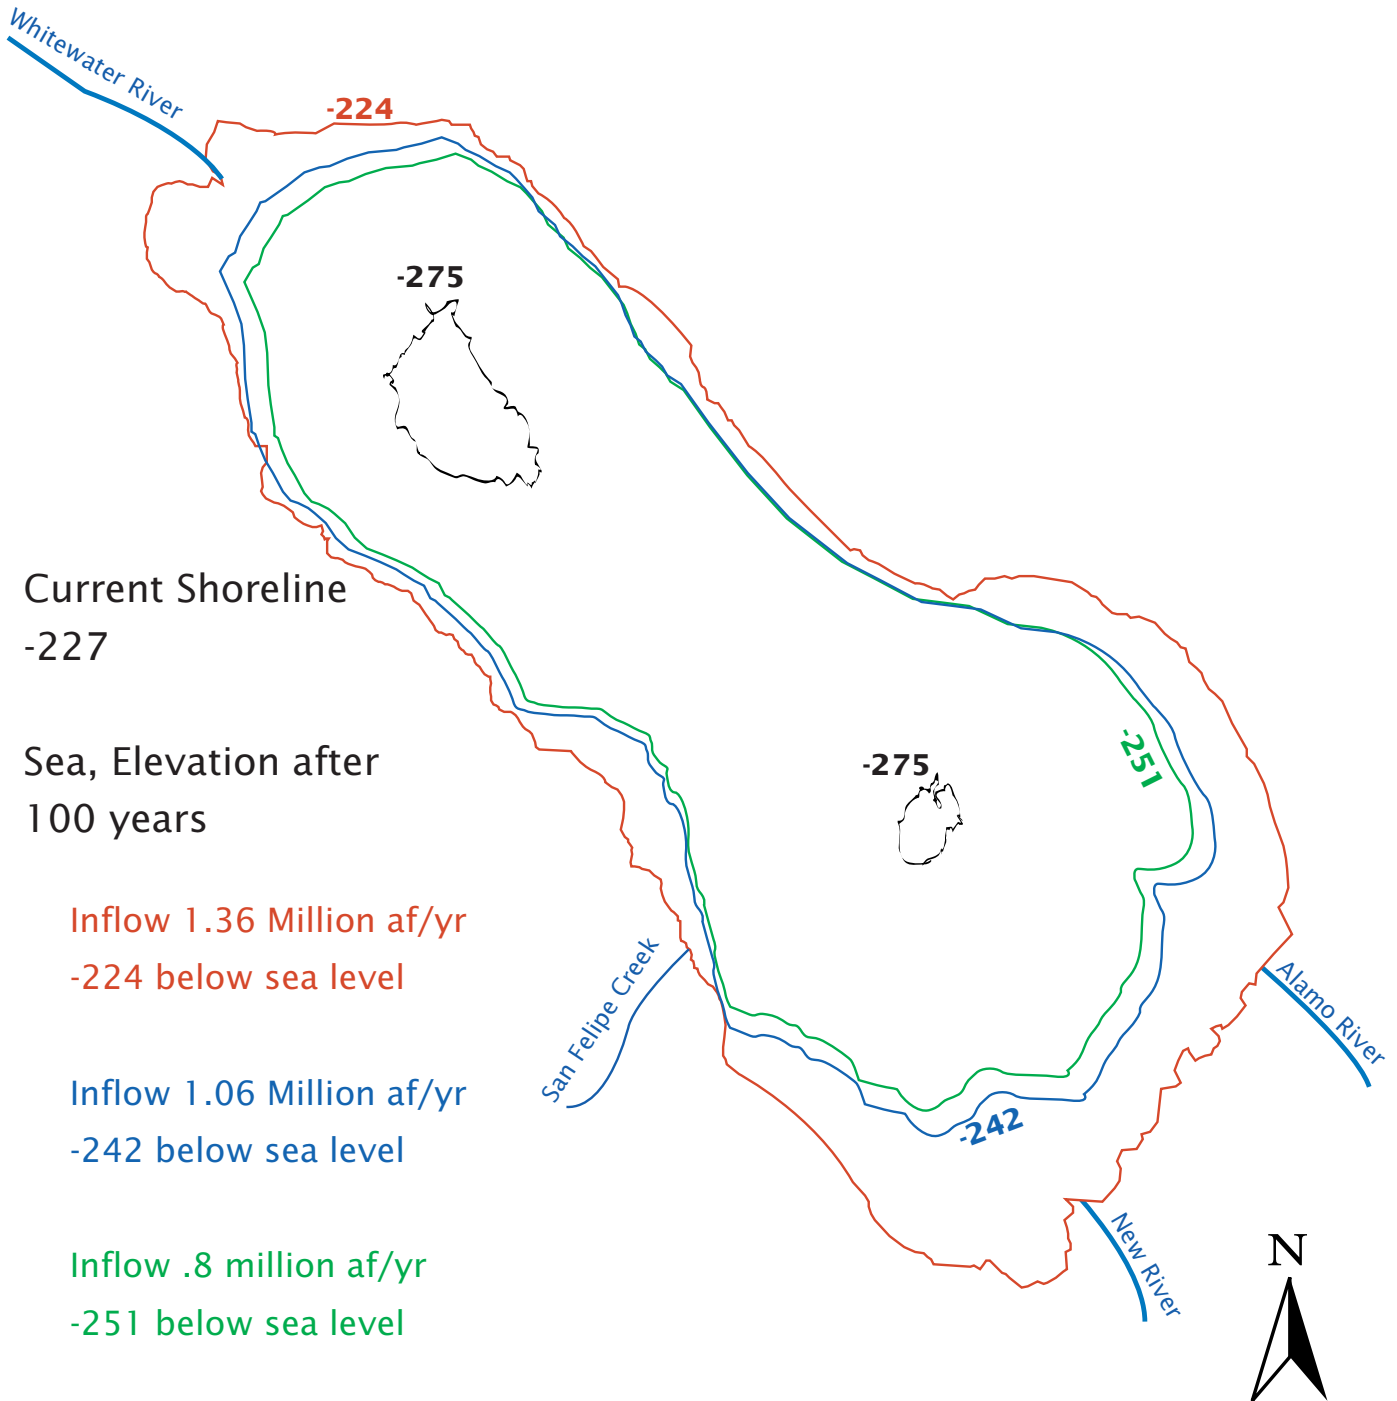 Whitewater River
-224
-275
Current Shoreline
-227
Sea, Elevation after
100 years
-251
-275
Inflow 1.36 Million af/yr
-224 below sea level
San Felipe Creek
Alamo River
Inflow 1.06 Million af/yr
-242 below sea level
-242
New River
N
Inflow .8 million af/yr
-251 below sea level